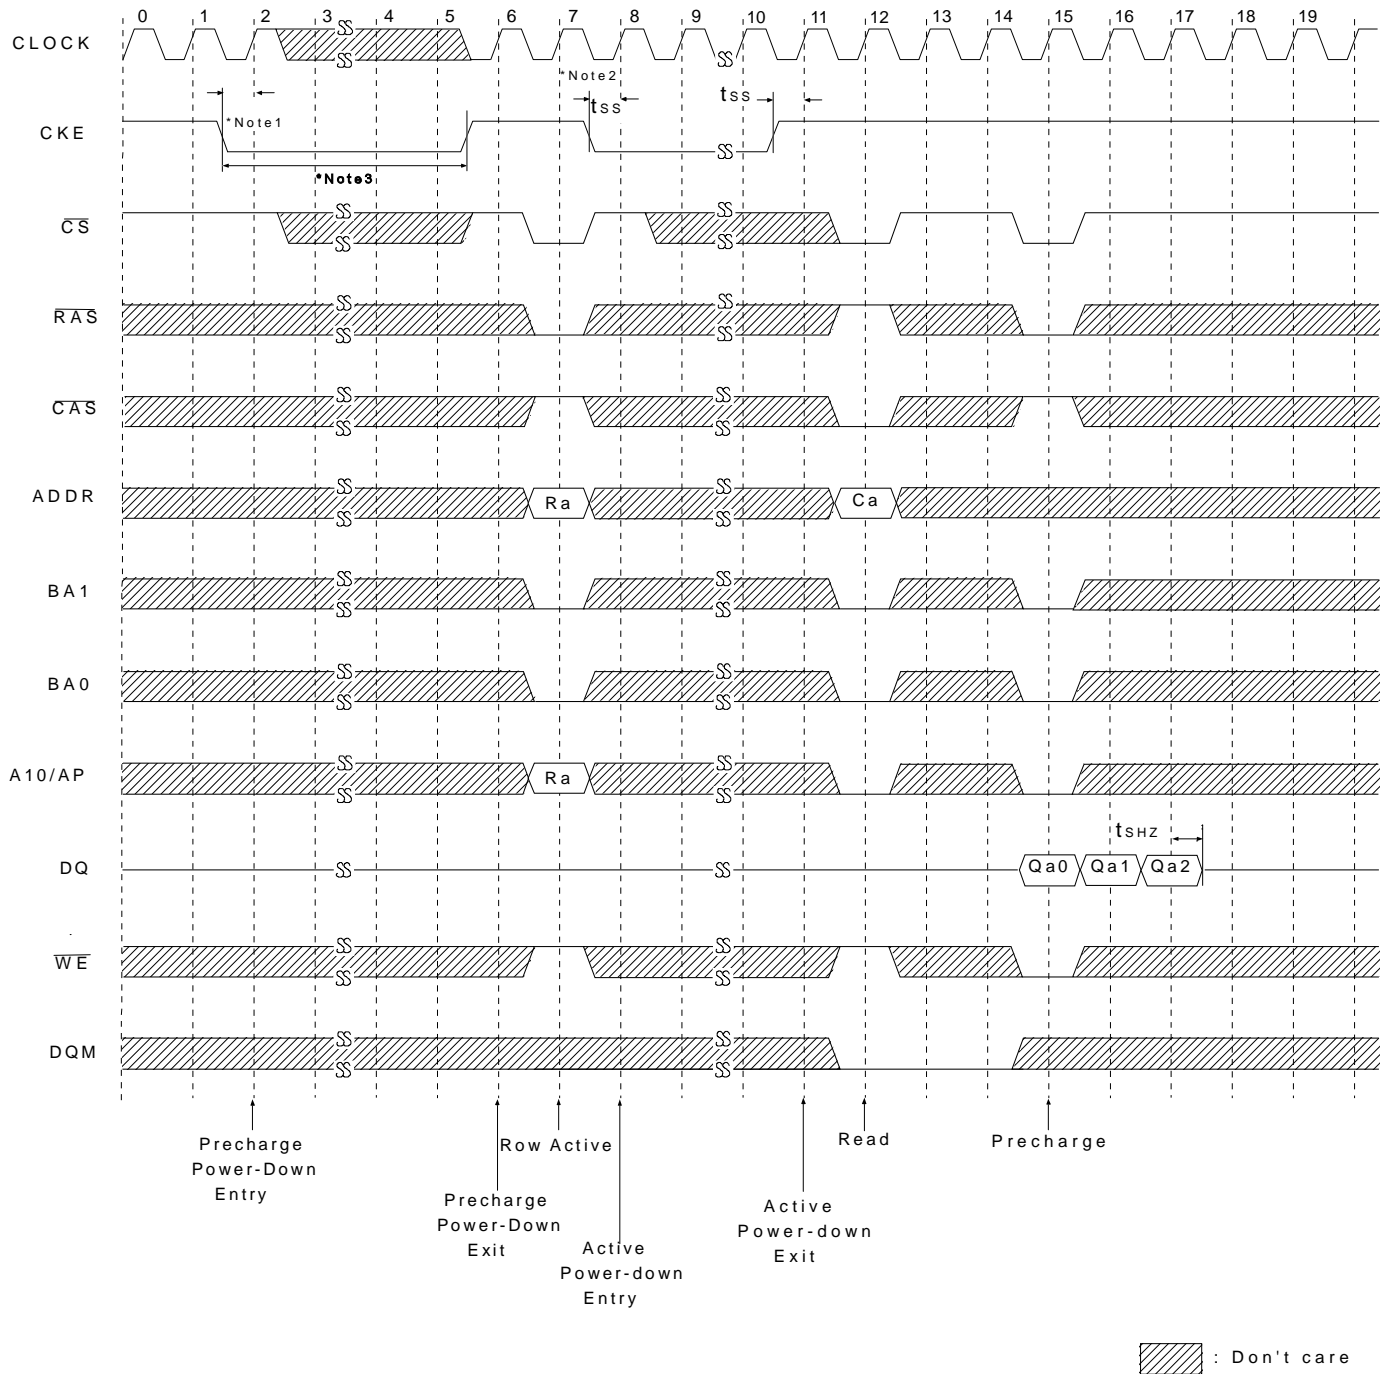 0 1 2 3 4 5 6 7 8 9 10 11 12 13 14 15 16 17 18 19
CLOCK
*Note2
tSS
tSS
*Note1
CKE
*Note3
CS
RAS
CAS
ADDR
Ra
Ca
BA1
BA0
A10/AP
Ra
tSHZ
DQ
Qa0 Qa1 Qa2
WE
DQM
Precharge
Power-Down
Entry
Row Active
Read
Precharge
Precharge
Power-Down
Exit
Active
Power-down
Exit
Active
Power-down
Entry
: Don't care